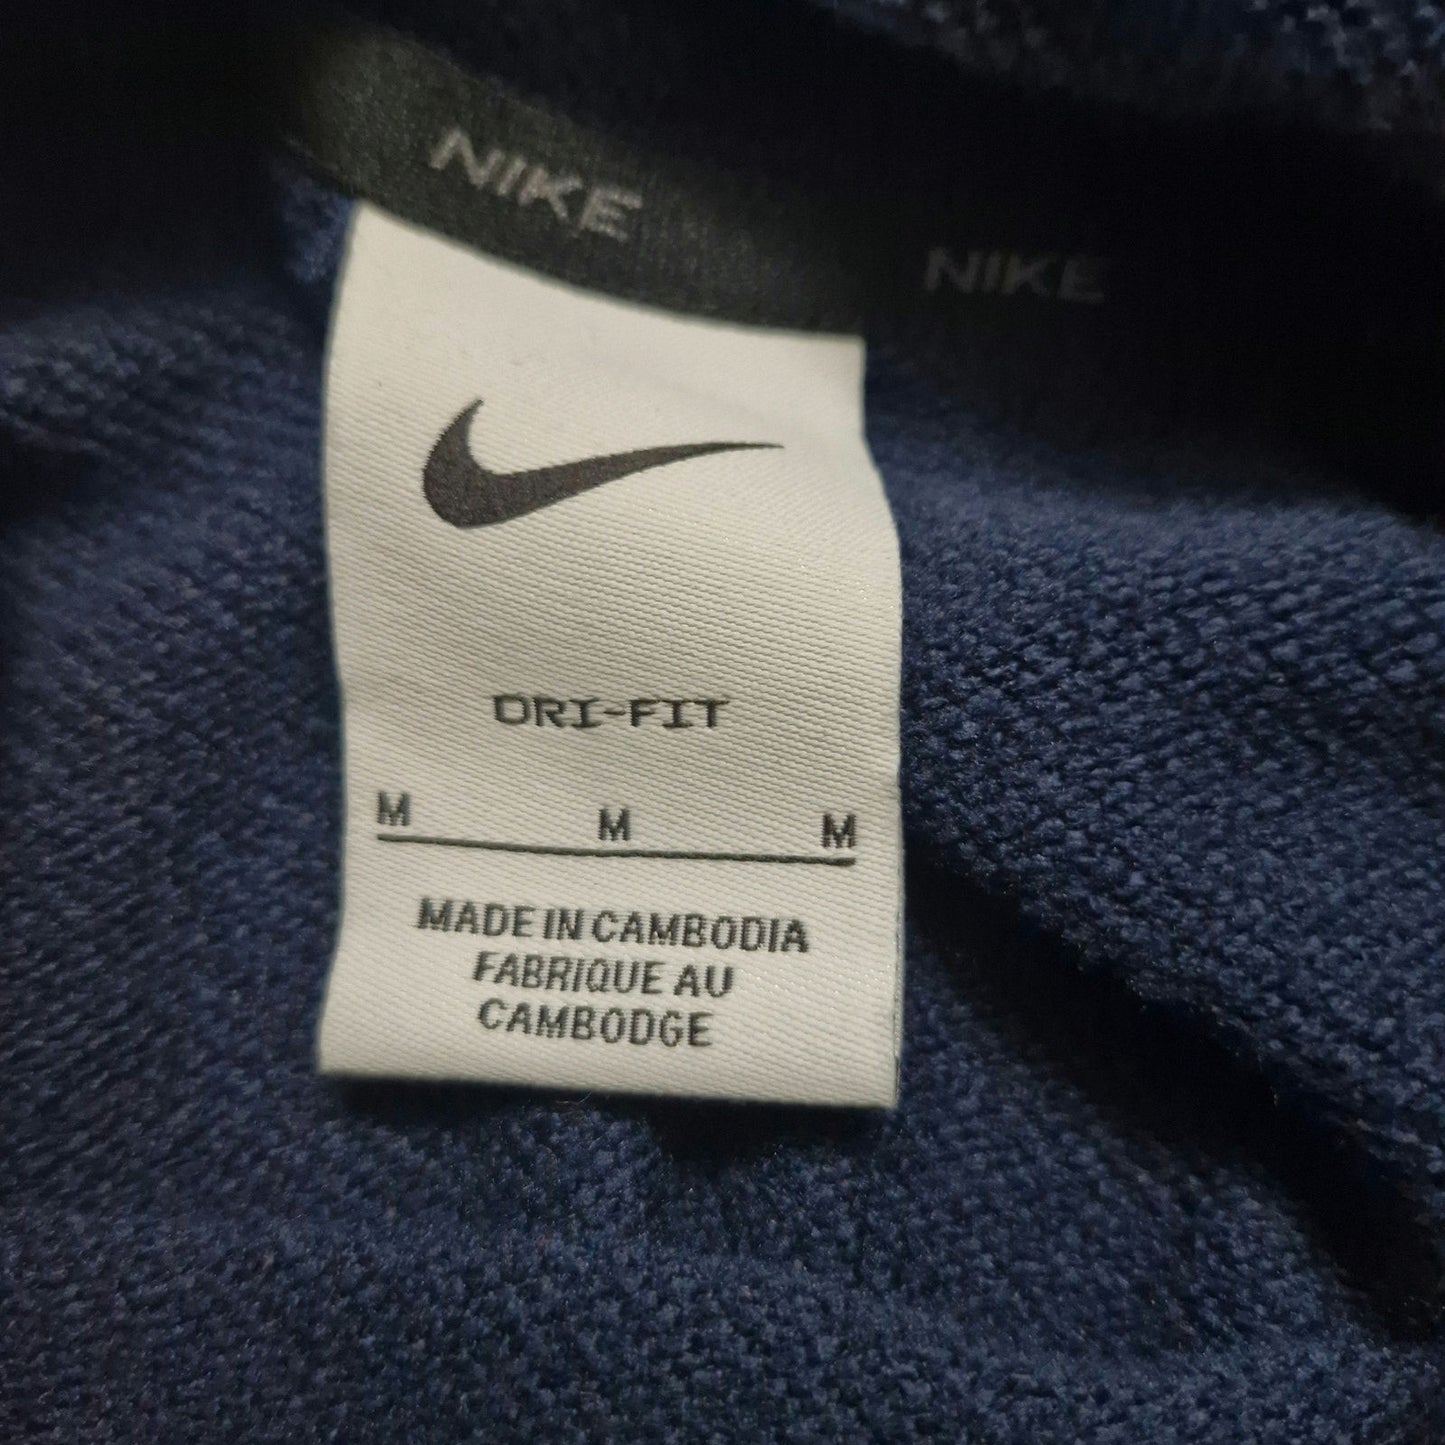 NIKE NIKE
DRI-FIT
M M M
MADE IN CAMBODIA
FABRIQUE AU
CAMBODGE